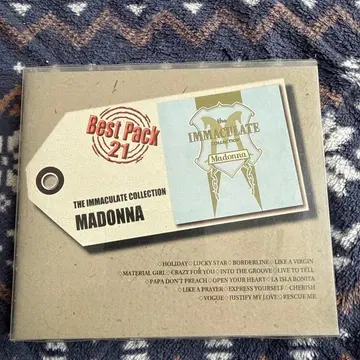 Best Pack
21
the
IMMACULATE
COLLECTION
Madonna
THE IMMACULATE COLLECTION
MADONNA
◇HOLIDAY◇LUCKY STAR◇BORDERLINE◇LIKE A VIRGIN
MATERIAL GIRL◇CRAZY FOR YOU◇INTO THE GROOVE◇LIVE TO TELL
◇PAPA DON'T PREACH◇OPEN YOUR HEART◇LA ISLA BONITA
◇LIKE A PRAYER◇EXPRESS YOURSELF◇CHERISH
◇VOGUE◇JUSTIFY MY LOVE◇RESCUE ME